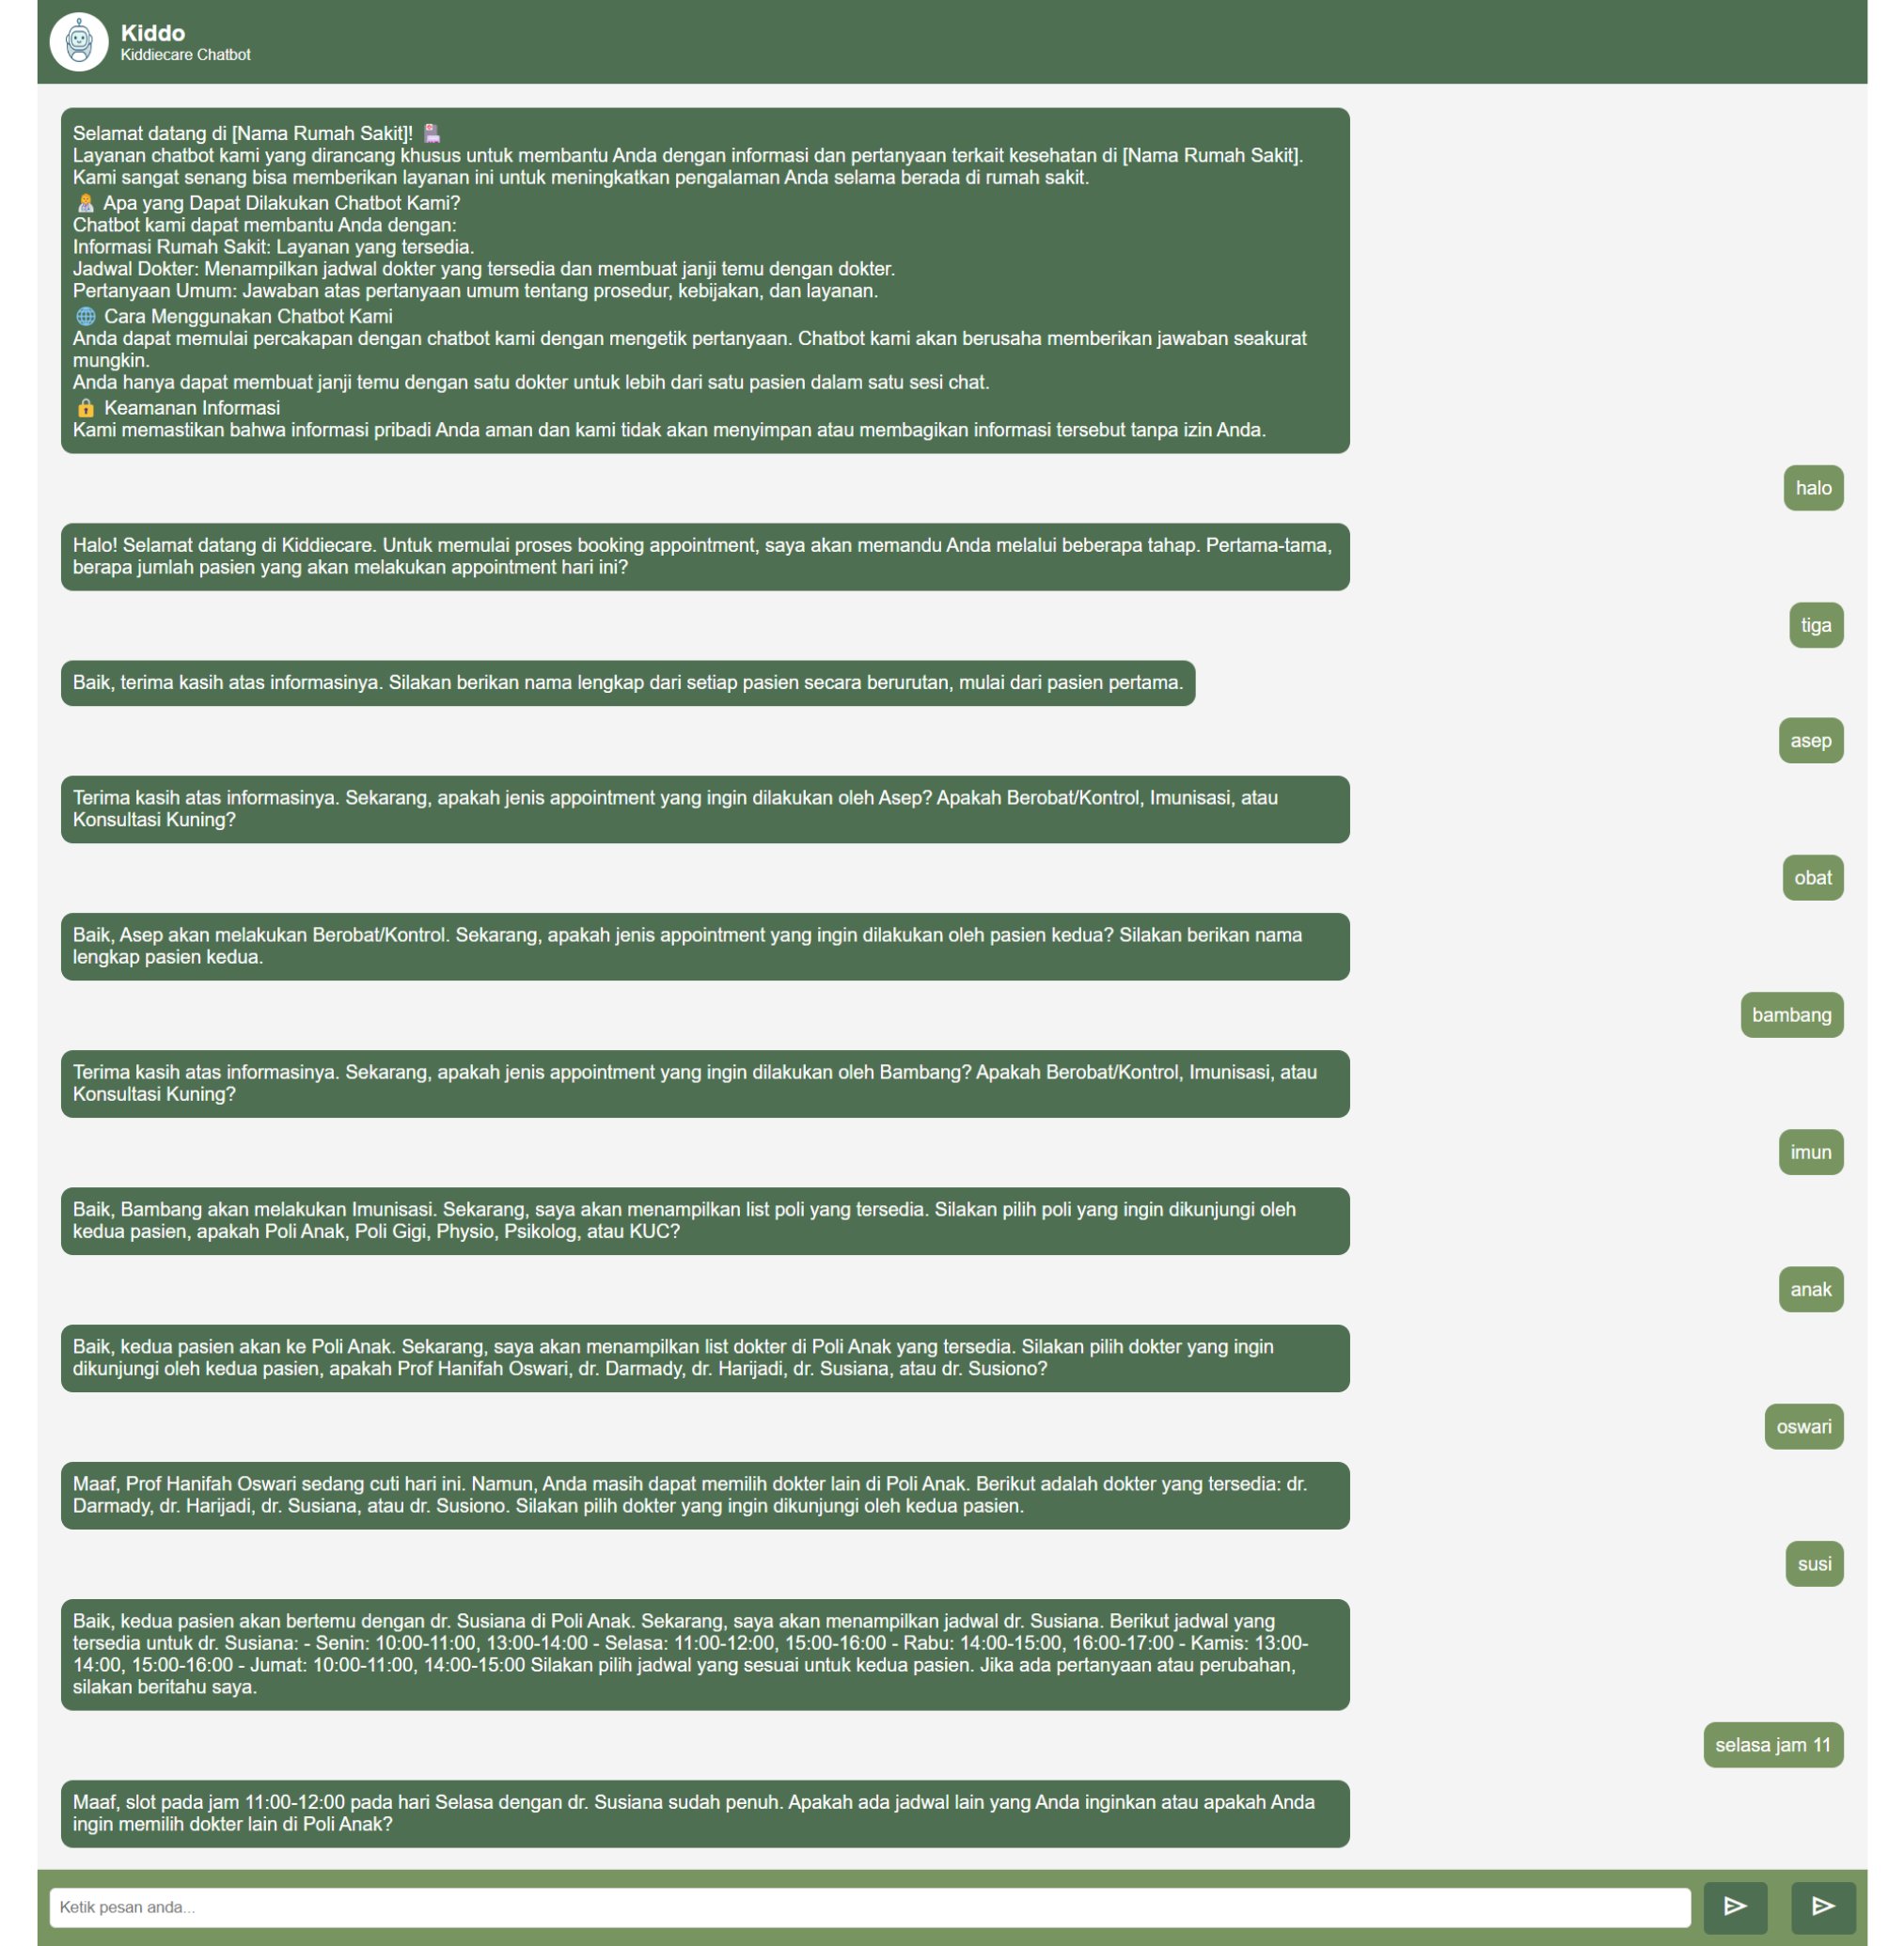 Kiddo
Kiddiecare Chatbot
Selamat datang di [Nama Rumah Sakit]! 🏥
Layanan chatbot kami yang dirancang khusus untuk membantu Anda dengan informasi dan pertanyaan terkait kesehatan di [Nama Rumah Sakit].
Kami sangat senang bisa memberikan layanan ini untuk meningkatkan pengalaman Anda selama berada di rumah sakit.
Apa yang Dapat Dilakukan Chatbot Kami?
Chatbot kami dapat membantu Anda dengan:
Informasi Rumah Sakit: Layanan yang tersedia.
Jadwal Dokter: Menampilkan jadwal dokter yang tersedia dan membuat janji temu dengan dokter.
Pertanyaan Umum: Jawaban atas pertanyaan umum tentang prosedur, kebijakan, dan layanan.
🌐 Cara Menggunakan Chatbot Kami
Anda dapat memulai percakapan dengan chatbot kami dengan mengetik pertanyaan. Chatbot kami akan berusaha memberikan jawaban seakurat
mungkin.
Anda hanya dapat membuat janji temu dengan satu dokter untuk lebih dari satu pasien dalam satu sesi chat.
🔒 Keamanan Informasi
Kami memastikan bahwa informasi pribadi Anda aman dan kami tidak akan menyimpan atau membagikan informasi tersebut tanpa izin Anda.
halo
Halo! Selamat datang di Kiddiecare. Untuk memulai proses booking appointment, saya akan memandu Anda melalui beberapa tahap. Pertama-tama,
berapa jumlah pasien yang akan melakukan appointment hari ini?
tiga
Baik, terima kasih atas informasinya. Silakan berikan nama lengkap dari setiap pasien secara berurutan, mulai dari pasien pertama.
asep
Terima kasih atas informasinya. Sekarang, apakah jenis appointment yang ingin dilakukan oleh Asep? Apakah Berobat/Kontrol, Imunisasi, atau
Konsultasi Kuning?
obat
Baik, Asep akan melakukan Berobat/Kontrol. Sekarang, apakah jenis appointment yang ingin dilakukan oleh pasien kedua? Silakan berikan nama
lengkap pasien kedua.
bambang
Terima kasih atas informasinya. Sekarang, apakah jenis appointment yang ingin dilakukan oleh Bambang? Apakah Berobat/Kontrol, Imunisasi, atau
Konsultasi Kuning?
imun
Baik, Bambang akan melakukan Imunisasi. Sekarang, saya akan menampilkan list poli yang tersedia. Silakan pilih poli yang ingin dikunjungi oleh
kedua pasien, apakah Poli Anak, Poli Gigi, Physio, Psikolog, atau KUC?
anak
Baik, kedua pasien akan ke Poli Anak. Sekarang, saya akan menampilkan list dokter di Poli Anak yang tersedia. Silakan pilih dokter yang ingin
dikunjungi oleh kedua pasien, apakah Prof Hanifah Oswari, dr. Darmady, dr. Harijadi, dr. Susiana, atau dr. Susiono?
oswari
Maaf, Prof Hanifah Oswari sedang cuti hari ini. Namun, Anda masih dapat memilih dokter lain di Poli Anak. Berikut adalah dokter yang tersedia: dr.
Darmady, dr. Harijadi, dr. Susiana, atau dr. Susiono. Silakan pilih dokter yang ingin dikunjungi oleh kedua pasien.
susi
Baik, kedua pasien akan bertemu dengan dr. Susiana di Poli Anak. Sekarang, saya akan menampilkan jadwal dr. Susiana. Berikut jadwal yang
tersedia untuk dr. Susiana: - Senin: 10:00-11:00, 13:00-14:00 - Selasa: 11:00-12:00, 15:00-16:00 - Rabu: 14:00-15:00, 16:00-17:00 - Kamis: 13:00-
14:00, 15:00-16:00 - Jumat: 10:00-11:00, 14:00-15:00 Silakan pilih jadwal yang sesuai untuk kedua pasien. Jika ada pertanyaan atau perubahan,
silakan beritahu saya.
selasa jam 11
Maaf, slot pada jam 11:00-12:00 pada hari Selasa dengan dr. Susiana sudah penuh. Apakah ada jadwal lain yang Anda inginkan atau apakah Anda
ingin memilih dokter lain di Poli Anak?
Ketik pesan anda...